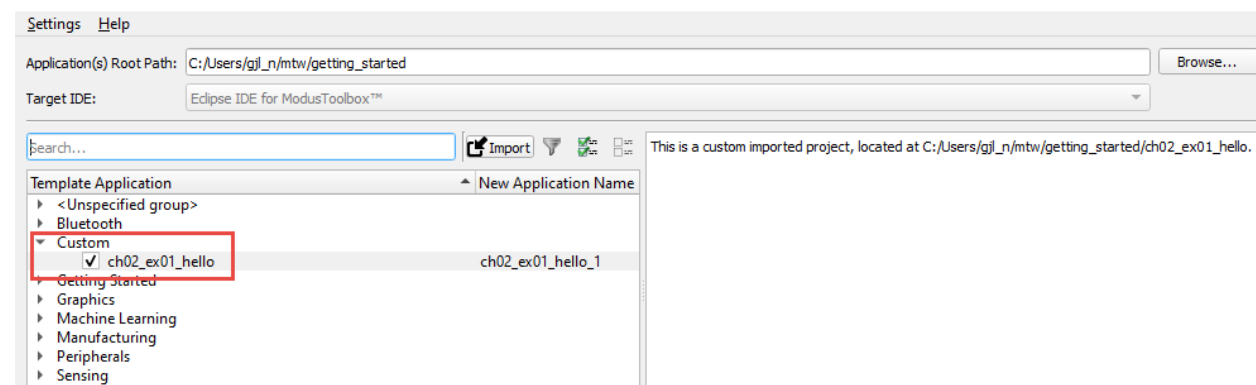 Settings Help
Application(s) Root Path: C:/Users/gjl_n/mtw/getting_started Browse...
Target IDE: Eclipse IDE for ModusToolbox™
Search... Import
This is a custom imported project, located at C:/Users/gjl_n/mtw/getting_started/ch02_ex01_hello.
Template Application New Application Name
<Unspecified group>
Bluetooth
Custom
ch02_ex01_hello ch02_ex01_hello_1
Getting Started
Graphics
Machine Learning
Manufacturing
Peripherals
Sensing